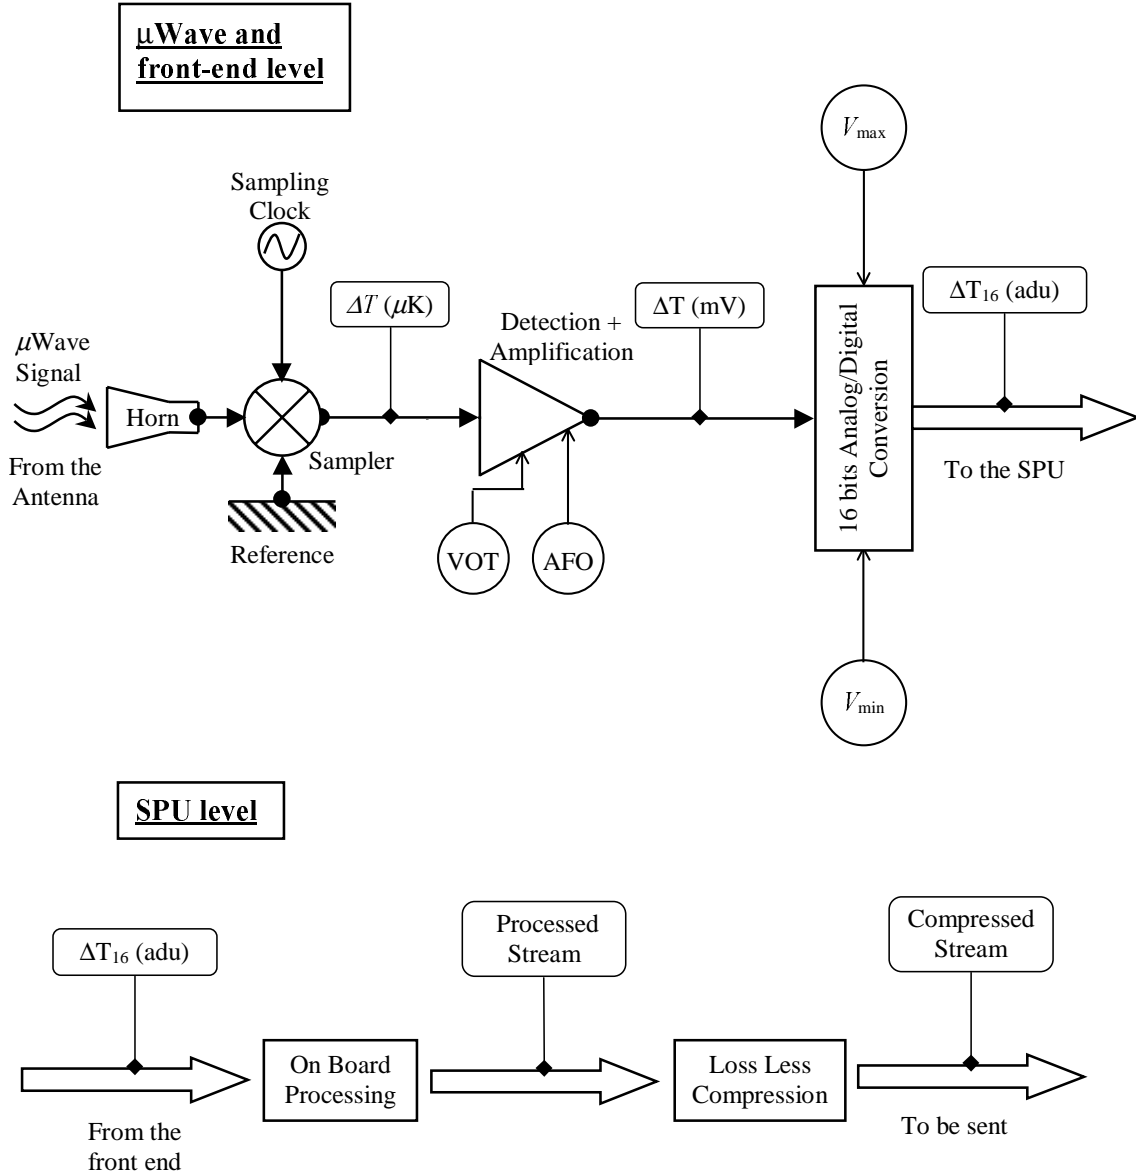 μWave and
front-end level
V_max
Sampling
Clock
ΔT (μK)
ΔT (mV)
ΔT₁₆ (adu)
Detection +
Amplification
μWave
Signal
Horn
From the
Antenna
Sampler
Reference
VOT
AFO
16 bits Analog/Digital
Conversion
To the SPU
V_min
SPU level
ΔT₁₆ (adu)
Processed
Stream
Compressed
Stream
On Board
Processing
Loss Less
Compression
From the
front end
To be sent